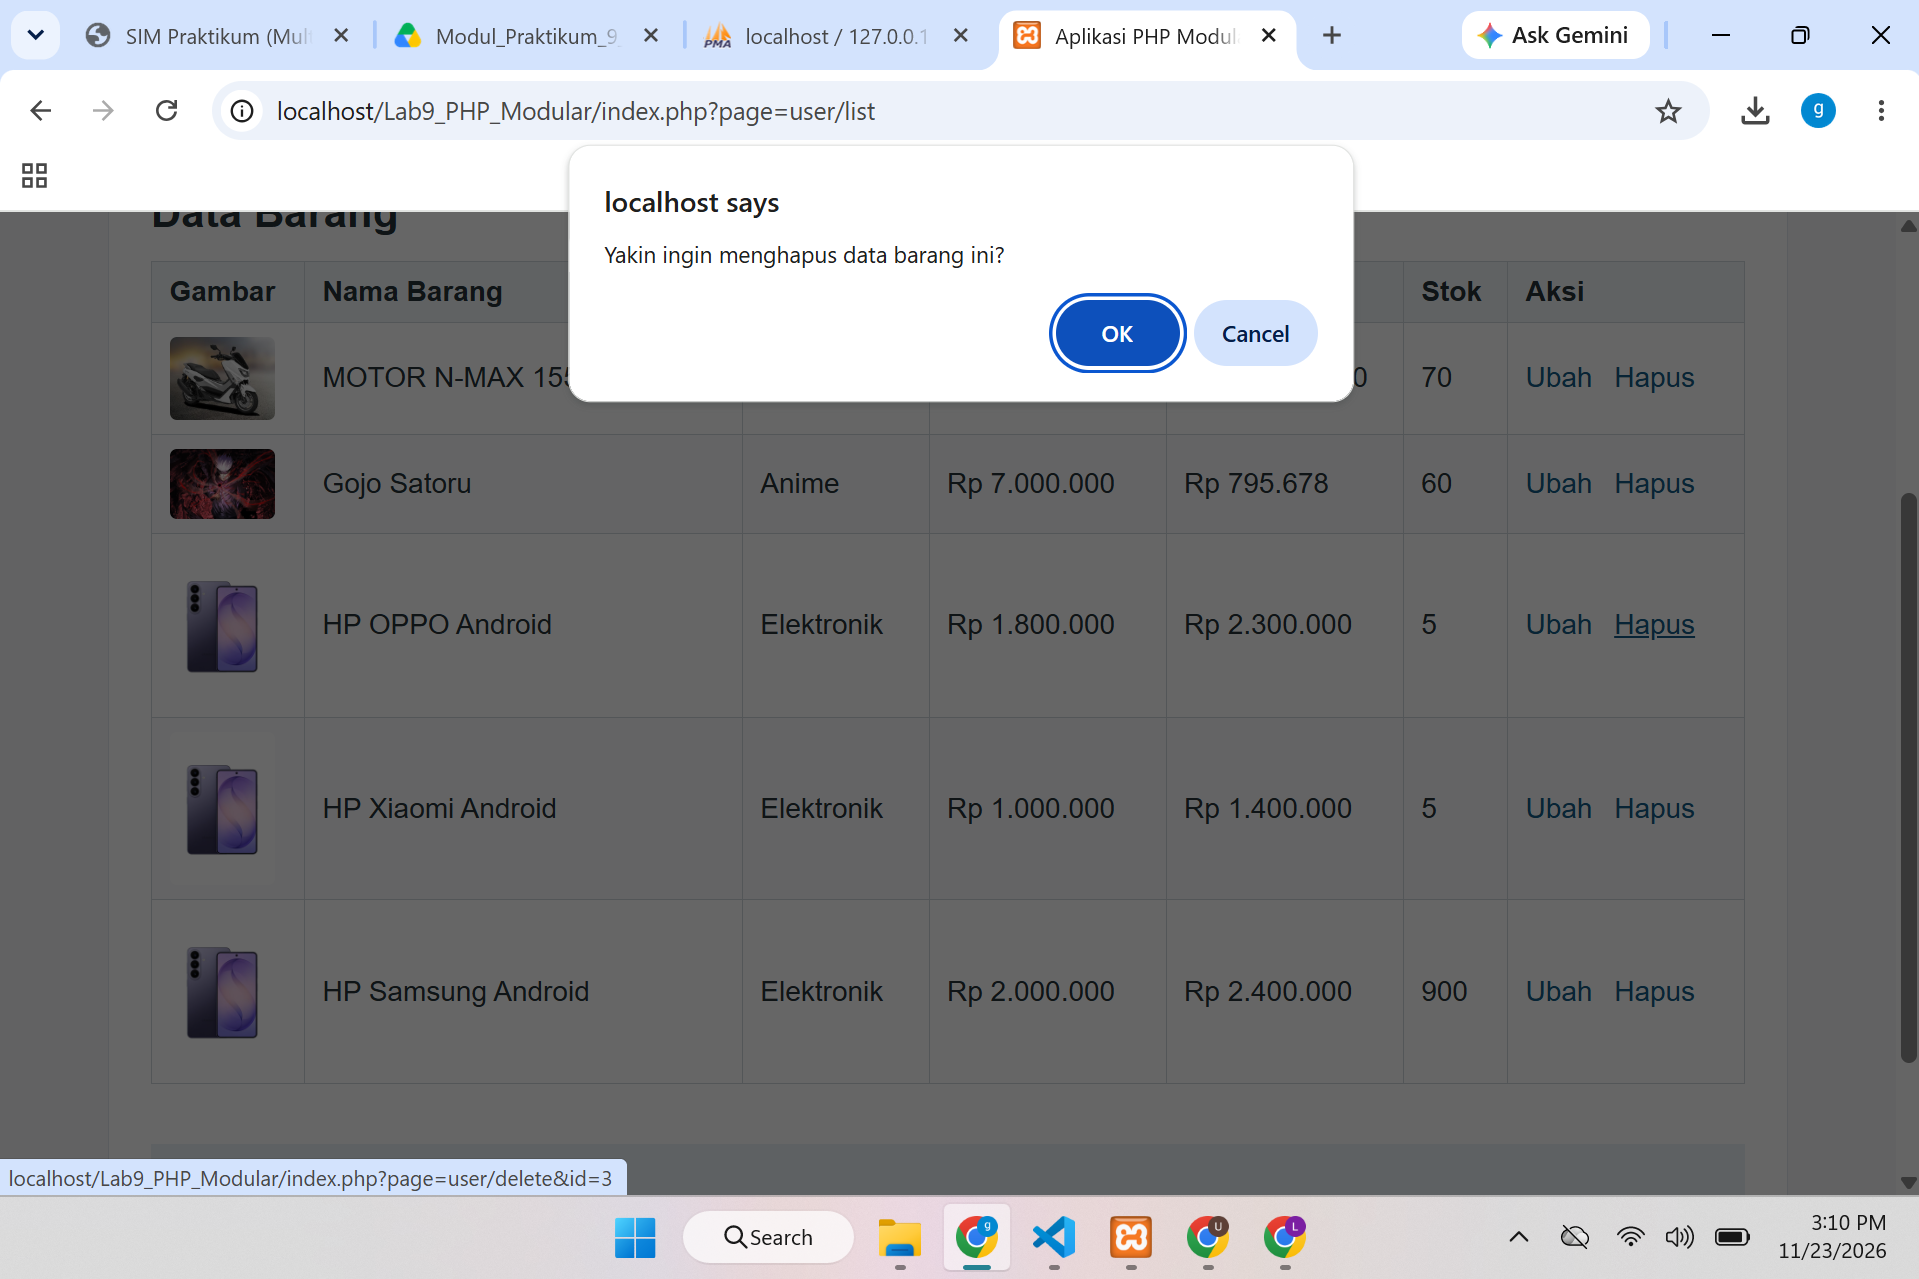 SIM Praktikum (Mul
Modul_Praktikum_9_
localhost / 127.0.0.1
Aplikasi PHP Modul
Ask Gemini
localhost/Lab9_PHP_Modular/index.php?page=user/list
g
localhost says
Yakin ingin menghapus data barang ini?
OK
Cancel
Data Barang
Gambar Nama Barang Stok Aksi
MOTOR N-MAX 155 0 70 Ubah Hapus
Gojo Satoru Anime Rp 7.000.000 Rp 795.678 60 Ubah Hapus
HP OPPO Android Elektronik Rp 1.800.000 Rp 2.300.000 5 Ubah Hapus
HP Xiaomi Android Elektronik Rp 1.000.000 Rp 1.400.000 5 Ubah Hapus
HP Samsung Android Elektronik Rp 2.000.000 Rp 2.400.000 900 Ubah Hapus
localhost/Lab9_PHP_Modular/index.php?page=user/delete&id=3
Search
g
U
L
3:10 PM
11/23/2026